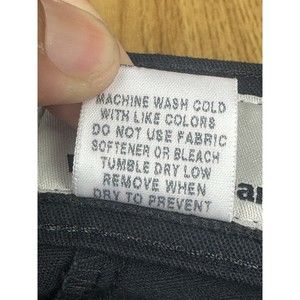 MACHINE WASH COLD
WITH LIKE COLORS
DO NOT USE FABRIC
SOFTENER OR BLEACH
TUMBLE DRY LOW
REMOVE WHEN
DRY TO PREVENT